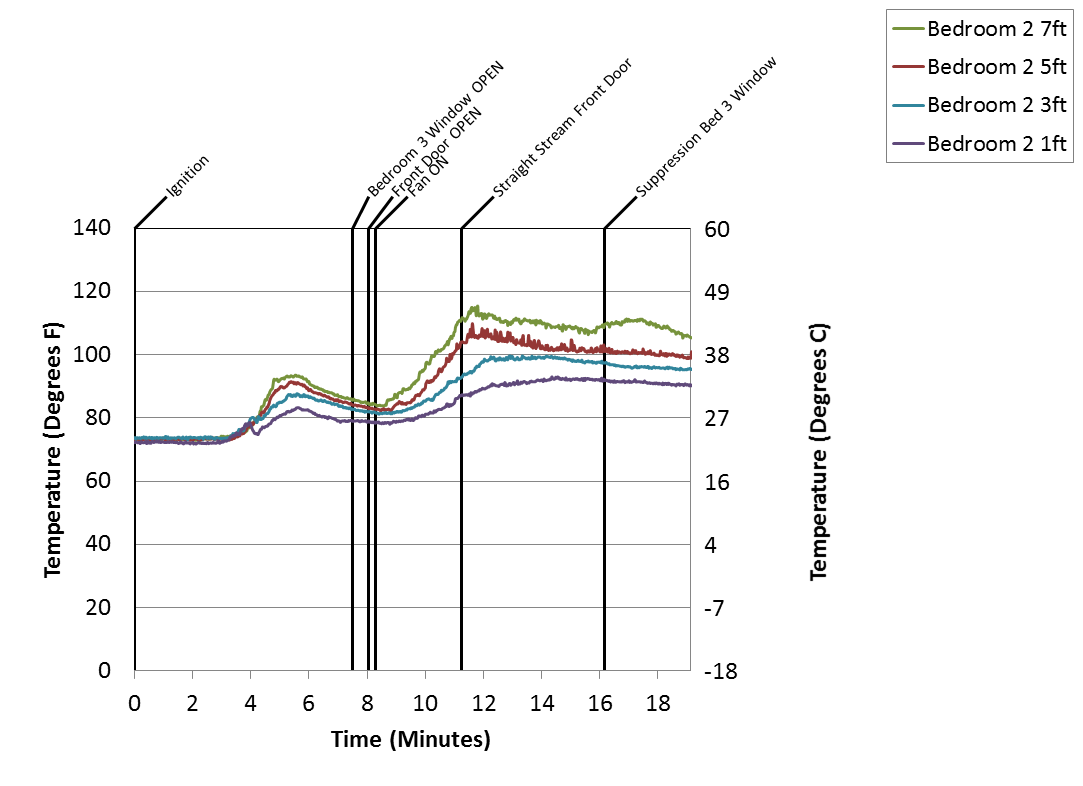 Bedroom 2 7ft
Bedroom 2 5ft
Bedroom 2 3ft
Bedroom 2 1ft
Ignition
Bedroom 3 Window OPEN
Front Door OPEN
Fan ON
Straight Stream Front Door
Suppression Bed 3 Window
Temperature (Degrees F)
140
120
100
80
60
40
20
0
60
49
38
27
16
4
-7
-18
Temperature (Degrees C)
0 2 4 6 8 10 12 14 16 18
Time (Minutes)